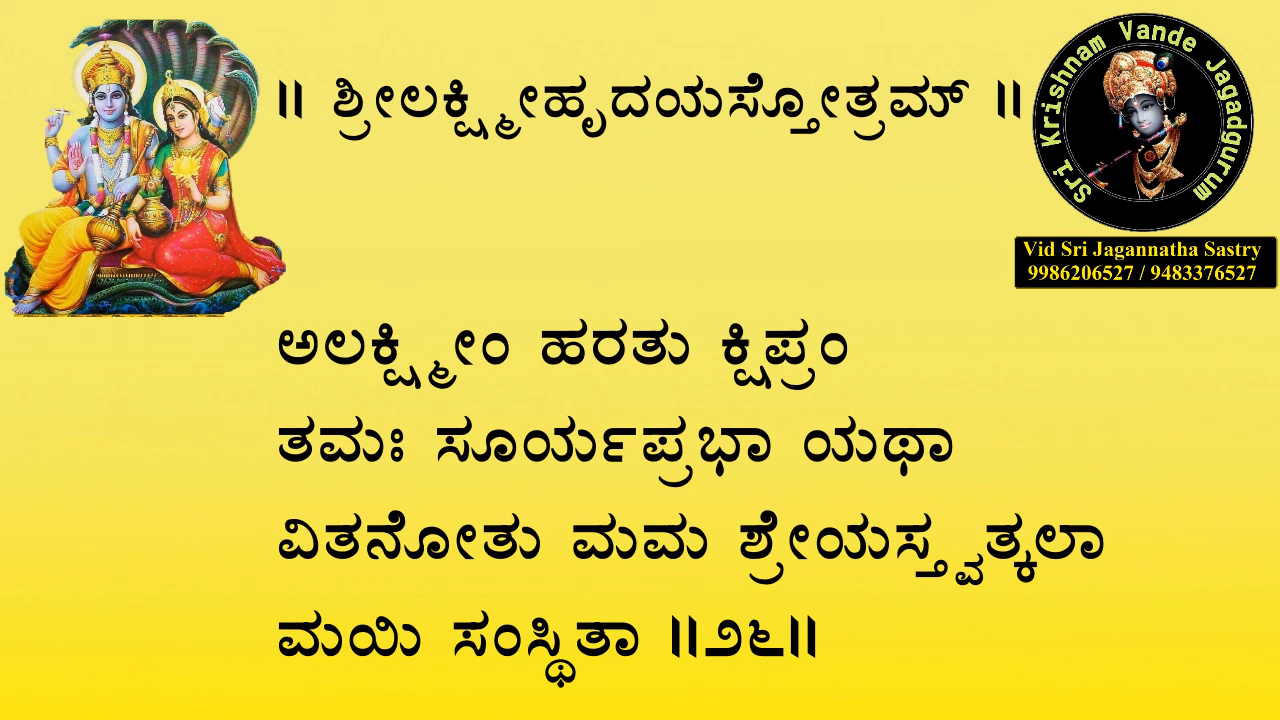 ॥ ಶ್ರೀಲಕ್ಷ್ಮೀಹೃದಯಸ್ತೋತ್ರಮ್ ॥
Sri Krishnam Vande Jagadgurum
Vid Sri Jagannatha Sastry
9986206527 / 9483376527
ಅಲಕ್ಷ್ಮೀಂ ಹರತು ಕ್ಷಿಪ್ರಂ
ತಮಃ ಸೂರ್ಯಪ್ರಭಾ ಯಥಾ
ವಿತನೋತು ಮಮ ಶ್ರೇಯಸ್ತ್ವತ್ಕಲಾ
ಮಯಿ ಸಂಸ್ಥಿತಾ ॥೨೬॥